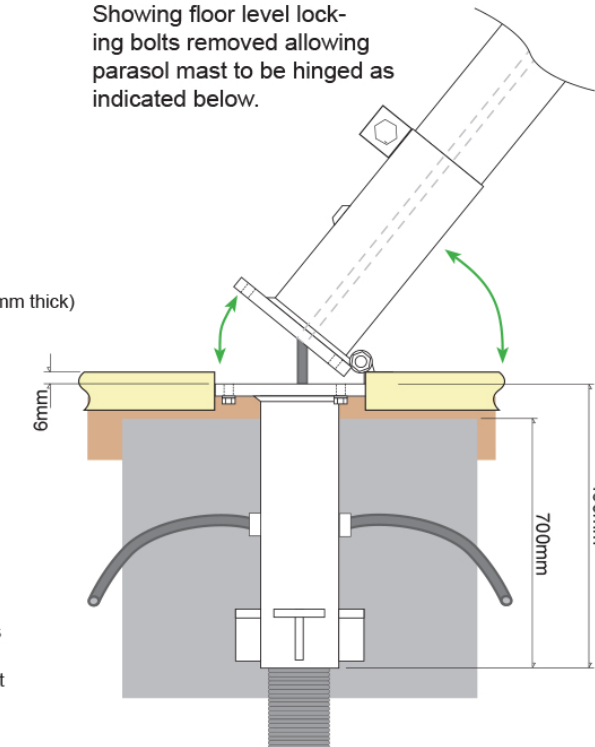 Showing floor level lock-
ing bolts removed allowing
parasol mast to be hinged as
indicated below.
mm thick)
6mm
700mm